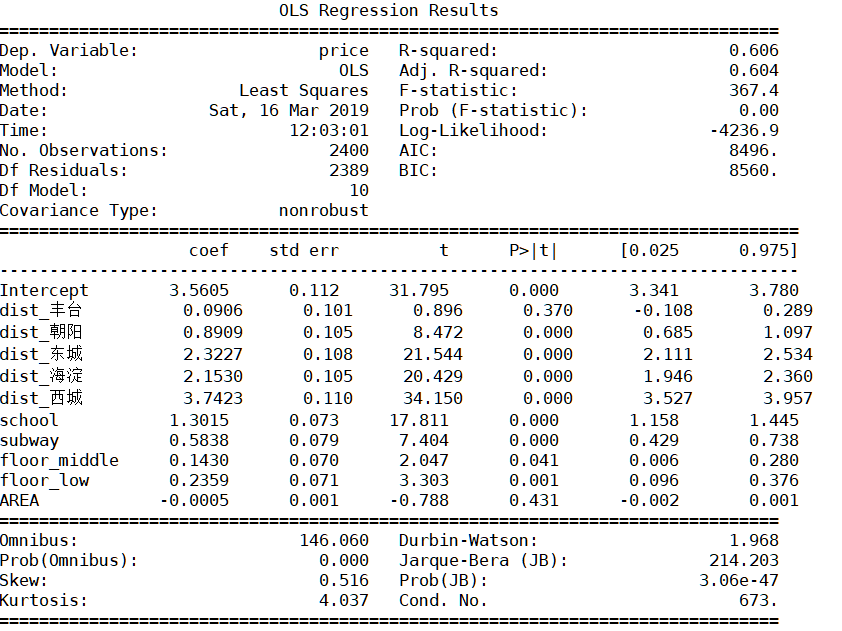 OLS Regression Results
==============================================================================
Dep. Variable: price R-squared: 0.606
Model: OLS Adj. R-squared: 0.604
Method: Least Squares F-statistic: 367.4
Date: Sat, 16 Mar 2019 Prob (F-statistic): 0.00
Time: 12:03:01 Log-Likelihood: -4236.9
No. Observations: 2400 AIC: 8496.
Df Residuals: 2389 BIC: 8560.
Df Model: 10
Covariance Type: nonrobust
================================================================================
coef std err t P>|t| [0.025 0.975]
--------------------------------------------------------------------------------
Intercept 3.5605 0.112 31.795 0.000 3.341 3.780
dist_丰台 0.0906 0.101 0.896 0.370 -0.108 0.289
dist_朝阳 0.8909 0.105 8.472 0.000 0.685 1.097
dist_东城 2.3227 0.108 21.544 0.000 2.111 2.534
dist_海淀 2.1530 0.105 20.429 0.000 1.946 2.360
dist_西城 3.7423 0.110 34.150 0.000 3.527 3.957
school 1.3015 0.073 17.811 0.000 1.158 1.445
subway 0.5838 0.079 7.404 0.000 0.429 0.738
floor_middle 0.1430 0.070 2.047 0.041 0.006 0.280
floor_low 0.2359 0.071 3.303 0.001 0.096 0.376
AREA -0.0005 0.001 -0.788 0.431 -0.002 0.001
==============================================================================
Omnibus: 146.060 Durbin-Watson: 1.968
Prob(Omnibus): 0.000 Jarque-Bera (JB): 214.203
Skew: 0.516 Prob(JB): 3.06e-47
Kurtosis: 4.037 Cond. No. 673.
==============================================================================